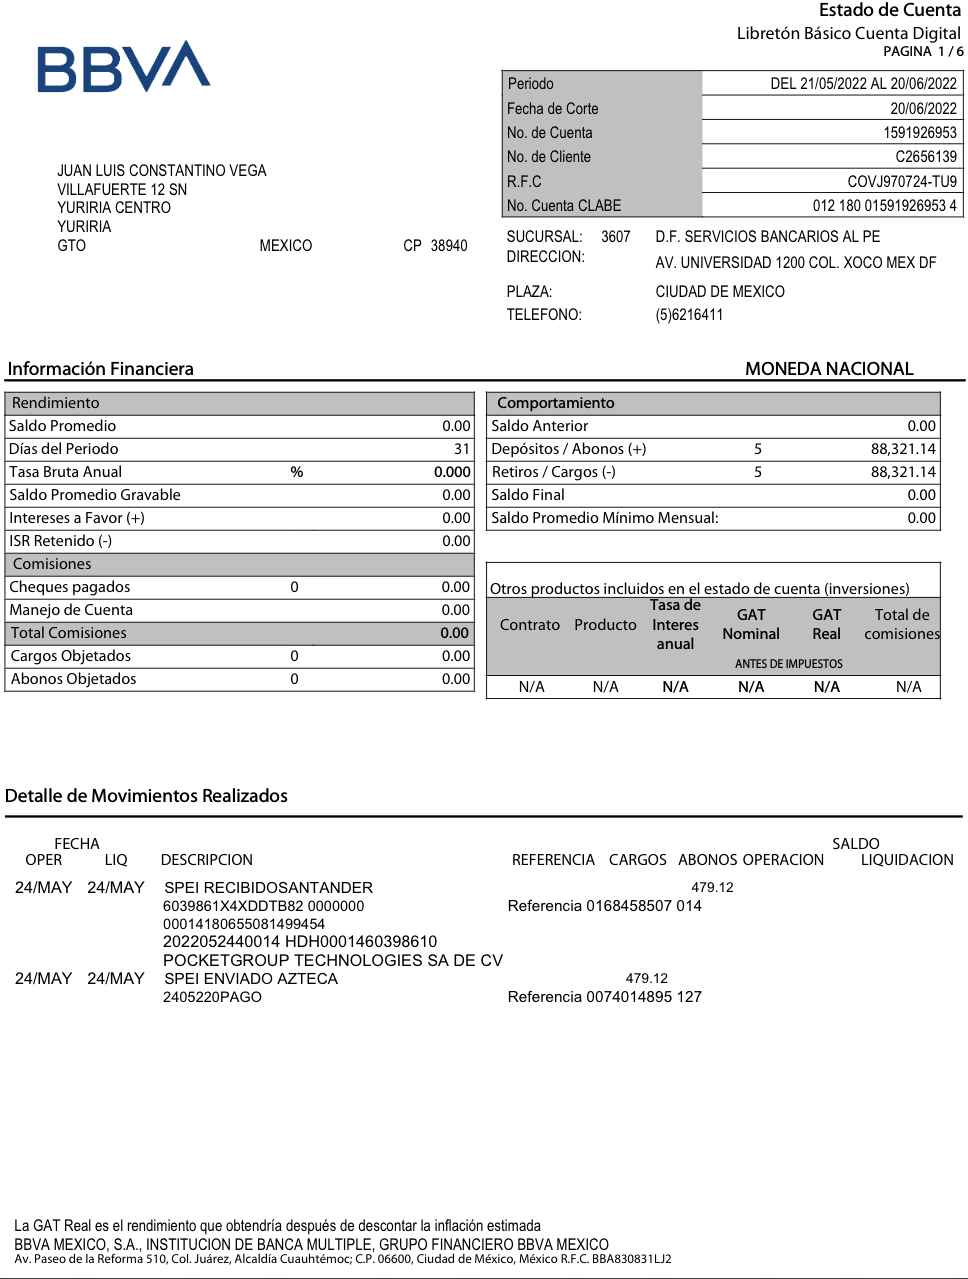 Estado de Cuenta
Libretón Básico Cuenta Digital
PAGINA 1 / 6
BBVA
Periodo DEL 21/05/2022 AL 20/06/2022
Fecha de Corte 20/06/2022
No. de Cuenta 1591926953
No. de Cliente C2656139
R.F.C COVJ970724-TU9
No. Cuenta CLABE 012 180 01591926953 4
JUAN LUIS CONSTANTINO VEGA
VILLAFUERTE 12 SN
YURIRIA CENTRO
YURIRIA
GTO MEXICO CP 38940
SUCURSAL: 3607 D.F. SERVICIOS BANCARIOS AL PE
DIRECCION: AV. UNIVERSIDAD 1200 COL. XOCO MEX DF
PLAZA: CIUDAD DE MEXICO
TELEFONO: (5)6216411
Información Financiera MONEDA NACIONAL
Rendimiento
Saldo Promedio 0.00
Días del Periodo 31
Tasa Bruta Anual % 0.000
Saldo Promedio Gravable 0.00
Intereses a Favor (+) 0.00
ISR Retenido (-) 0.00
Comisiones
Cheques pagados 0 0.00
Manejo de Cuenta 0.00
Total Comisiones 0.00
Cargos Objetados 0 0.00
Abonos Objetados 0 0.00
Comportamiento
Saldo Anterior 0.00
Depósitos / Abonos (+) 5 88,321.14
Retiros / Cargos (-) 5 88,321.14
Saldo Final 0.00
Saldo Promedio Mínimo Mensual: 0.00
Otros productos incluidos en el estado de cuenta (inversiones)
Contrato Producto Tasa de Interes anual GAT Nominal GAT Real Total de comisiones
ANTES DE IMPUESTOS
N/A N/A N/A N/A N/A N/A
Detalle de Movimientos Realizados
FECHA SALDO
OPER LIQ DESCRIPCION REFERENCIA CARGOS ABONOS OPERACION LIQUIDACION
24/MAY 24/MAY SPEI RECIBIDOSANTANDER 479.12
6039861X4XDDTB82 0000000 Referencia 0168458507 014
00014180655081499454
2022052440014 HDH0001460398610
POCKETGROUP TECHNOLOGIES SA DE CV
24/MAY 24/MAY SPEI ENVIADO AZTECA 479.12
2405220PAGO Referencia 0074014895 127
La GAT Real es el rendimiento que obtendría después de descontar la inflación estimada
BBVA MEXICO, S.A., INSTITUCION DE BANCA MULTIPLE, GRUPO FINANCIERO BBVA MEXICO
Av. Paseo de la Reforma 510, Col. Juárez, Alcaldía Cuauhtémoc; C.P. 06600, Ciudad de México, México R.F.C. BBA830831LJ2